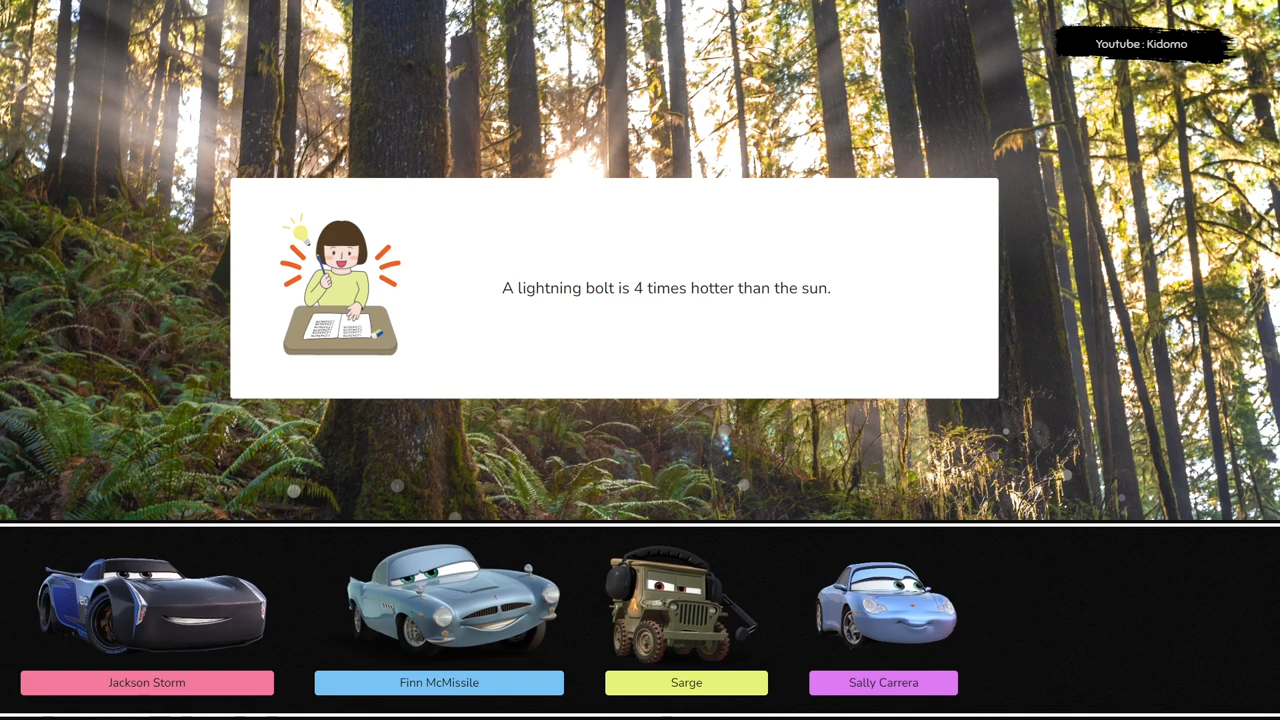 Youtube : Kidomo
A lightning bolt is 4 times hotter than the sun.
Jackson Storm
Finn McMissile
Sarge
Sally Carrera